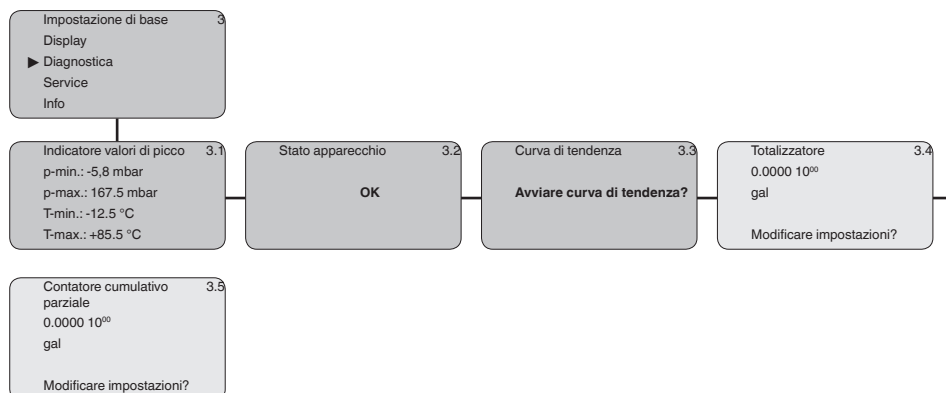 Impostazione di base 3
Display
▶ Diagnostica
Service
Info
Indicatore valori di picco 3.1
p-min.: -5,8 mbar
p-max.: 167.5 mbar
T-min.: -12.5 °C
T-max.: +85.5 °C
Stato apparecchio 3.2
OK
Curva di tendenza 3.3
Avviare curva di tendenza?
Totalizzatore 3.4
0.0000 10⁰⁰
gal
Modificare impostazioni?
Contatore cumulativo 3.5
parziale
0.0000 10⁰⁰
gal
Modificare impostazioni?